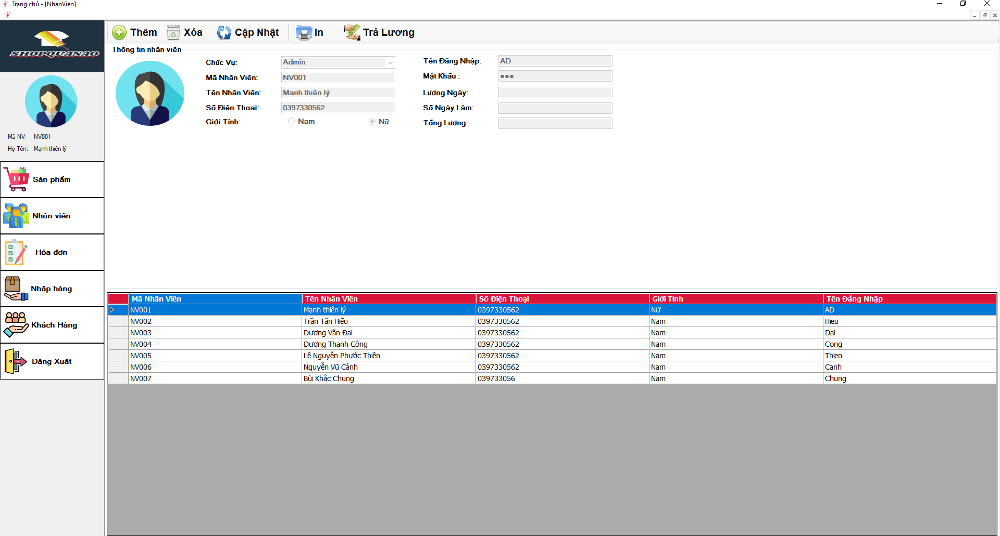 Trang chủ - [NhanVien]
SHOPQUANAO
Mã NV: NV001
Họ Tên: Mạnh thiên lý
Sản phẩm
Nhân viên
Hóa đơn
Nhập hàng
Khách Hàng
Đăng Xuất
Thêm Xóa Cập Nhật In Trả Lương
Thông tin nhân viên
Chức Vụ: Admin
Mã Nhân Viên: NV001
Tên Nhân Viên: Mạnh thiên lý
Số Điện Thoại: 0397330562
Giới Tính: Nam Nữ
Tên Đăng Nhập: AD
Mật Khẩu : ●●●
Lương Ngày:
Số Ngày Làm:
Tổng Lương:
Mã Nhân Viên Tên Nhân Viên Số Điện Thoại Giới Tính Tên Đăng Nhập
NV001 Mạnh thiên lý 0397330562 Nữ AD
NV002 Trần Tấn Hiếu 0397330562 Nam Hieu
NV003 Dương Văn Đại 0397330562 Nam Dai
NV004 Dương Thanh Công 0397330562 Nam Cong
NV005 Lê Nguyễn Phước Thiện 0397330562 Nam Thien
NV006 Nguyễn Vũ Cảnh 0397330562 Nam Canh
NV007 Bùi Khắc Chung 039733056 Nam Chung